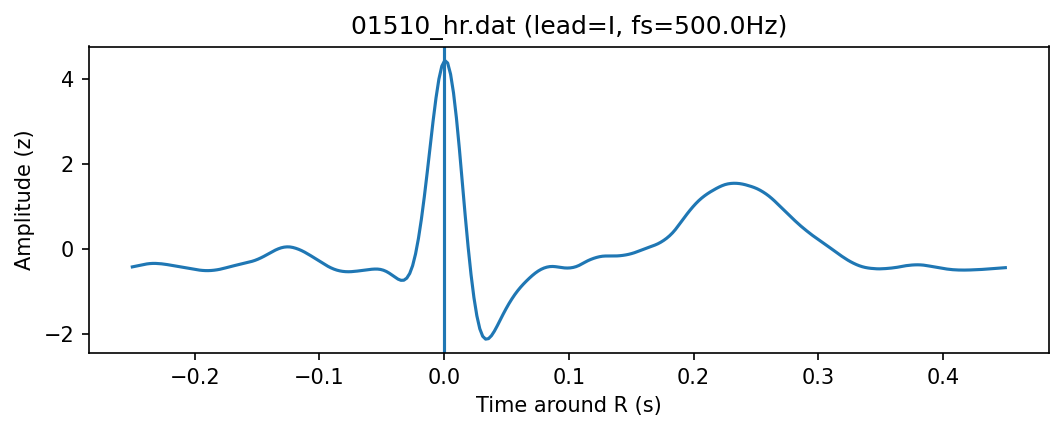 01510_hr.dat (lead=I, fs=500.0Hz)
Amplitude (z)
4
2
0
−2
−0.2 −0.1 0.0 0.1 0.2 0.3 0.4
Time around R (s)